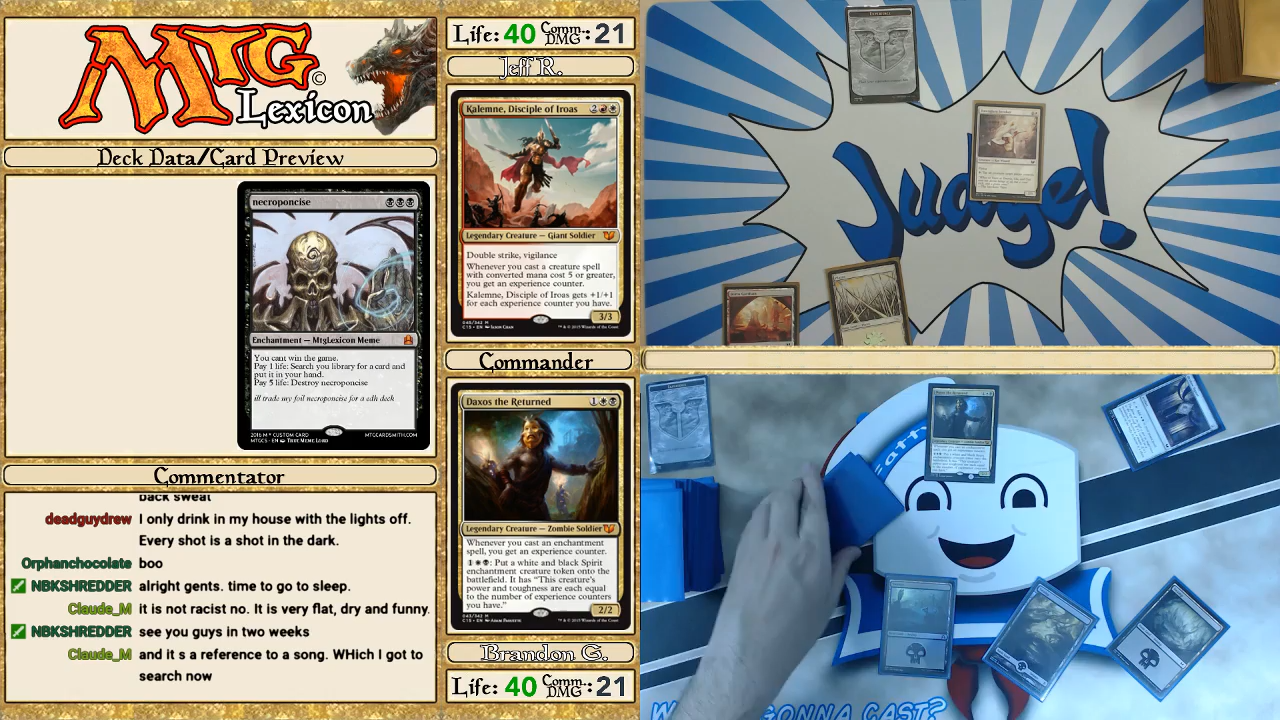 MTG ©
Lexicon
Deck Data/Card Preview
necroponcise
Enchantment — MtgLexicon Meme
You cant win the game.
Pay 1 life: Search you library for a card and
put it in your hand.
Pay 5 life: Destroy necroponcise
ill trade my foil necroponcise for a edh deck
MTGCARDSMITH.COM
Commentator
back sweat
deadguydrew I only drink in my house with the lights off.
Every shot is a shot in the dark.
Orphanchocolate boo
NBKSHREDDER alright gents. time to go to sleep.
Claude_M it is not racist no. It is very flat, dry and funny.
NBKSHREDDER see you guys in two weeks
Claude_M and it s a reference to a song. WHich I got to
search now
Life: 40 Comm. DMG : 21
Jeff R.
Kalemne, Disciple of Iroas 2
Legendary Creature — Giant Soldier
Double strike, vigilance
Whenever you cast a creature spell
with converted mana cost 5 or greater,
you get an experience counter.
Kalemne, Disciple of Iroas gets +1/+1
for each experience counter you have.
3/3
Commander
Daxos the Returned 1
Legendary Creature — Zombie Soldier
Whenever you cast an enchantment
spell, you get an experience counter.
1: Put a white and black Spirit
enchantment creature token onto the
battlefield. It has “This creature’s
power and toughness are each equal
to the number of experience counters
you have.”
2/2
Brandon G.
Life: 40 Comm. DMG : 21
Judge!
Daxos the Returned
GONNA CAST?